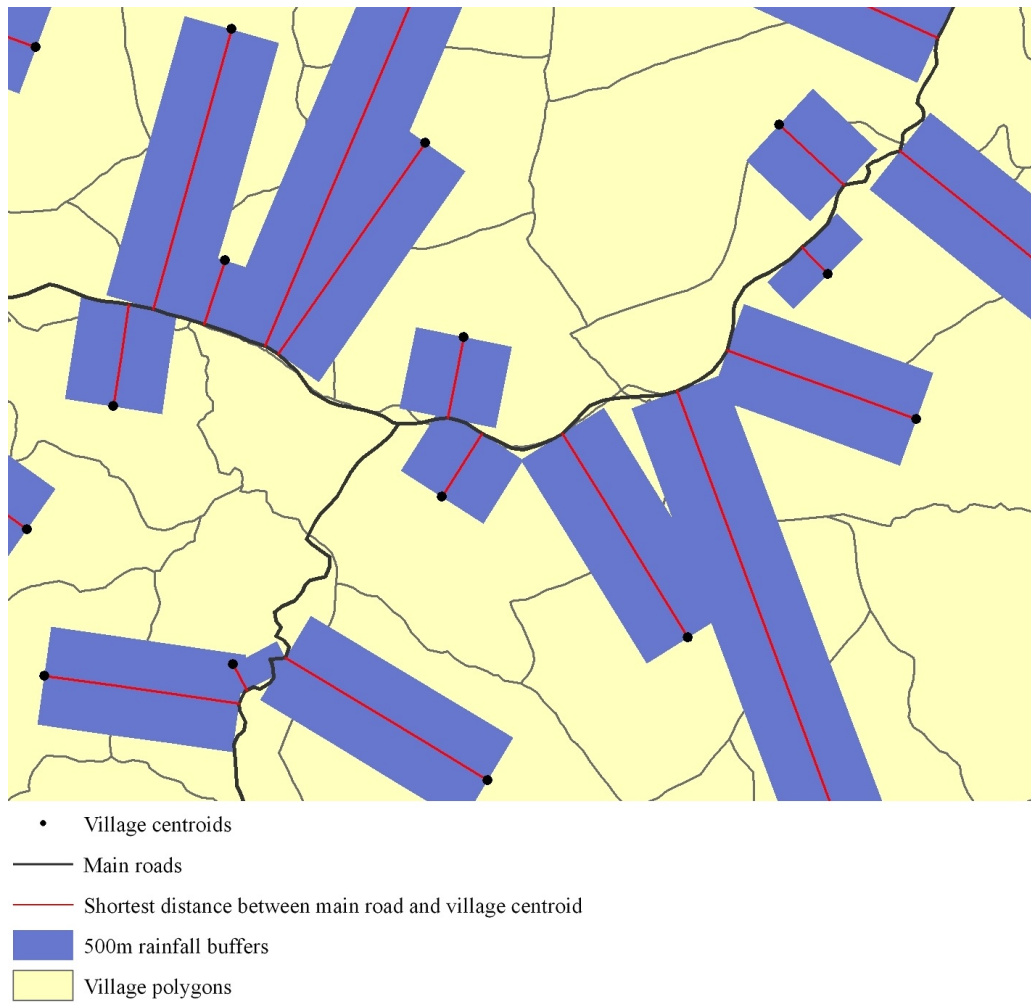 Village centroids
Main roads
Shortest distance between main road and village centroid
500m rainfall buffers
Village polygons